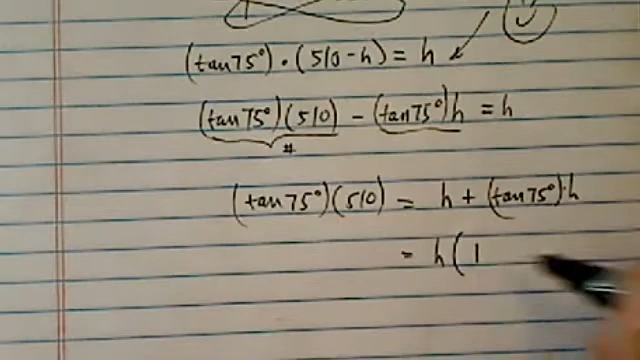 (tan75°)·(510-h) = h
(tan75°)(510) - (tan75°)h = h
#
(tan75°)(510) = h + (tan75°)·h
= h(1